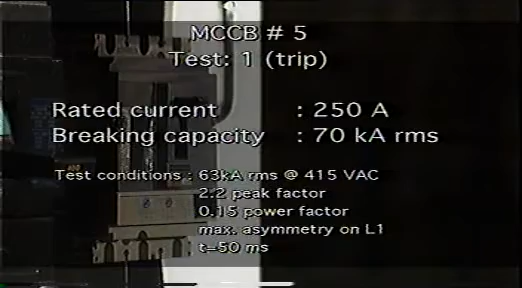 MCCB # 5
Test: 1 (trip)
Rated current : 250 A
Breaking capacity : 70 kA rms
Test conditions : 63kA rms @ 415 VAC
2.2 peak factor
0.15 power factor
max. asymmetry on L1
t=50 ms